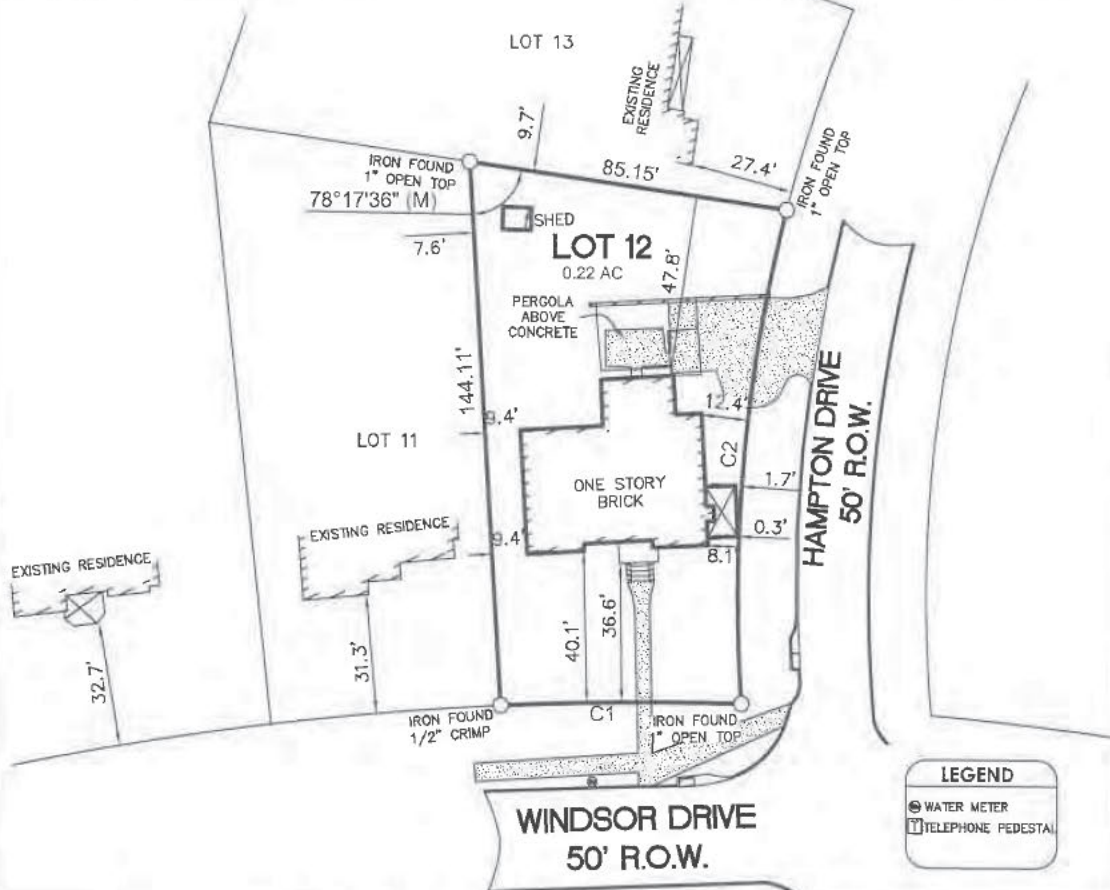 LOT 13
EXISTING
RESIDENCE
9.7'
IRON FOUND
1" OPEN TOP
85.15'
27.4'
IRON FOUND
1" OPEN TOP
78°17'36" (M)
SHED
7.6'
LOT 12
0.22 AC
47.8'
PERGOLA
ABOVE
CONCRETE
144.11'
9.4'
12.4'
LOT 11
C2
HAMPTON DRIVE
50' R.O.W.
ONE STORY
BRICK
1.7'
EXISTING RESIDENCE
9.4'
0.3'
8.1
EXISTING RESIDENCE
40.1'
36.6'
32.7'
31.3'
IRON FOUND
1/2" CRIMP
C1
IRON FOUND
1" OPEN TOP
WINDSOR DRIVE
50' R.O.W.
LEGEND
WATER METER
T TELEPHONE PEDESTAL